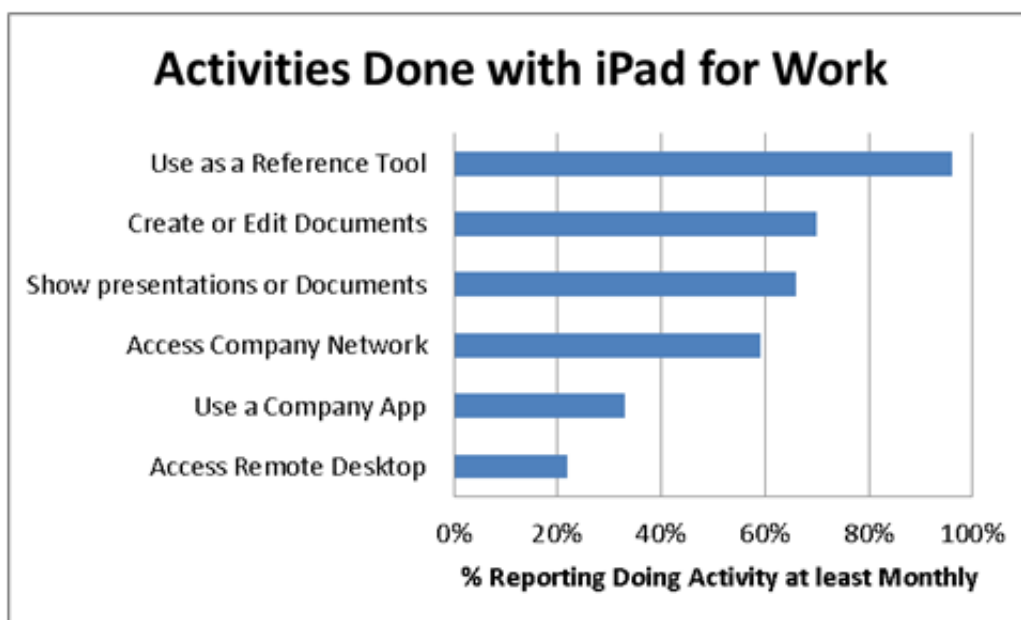 Activities Done with iPad for Work
Use as a Reference Tool
Create or Edit Documents
Show presentations or Documents
Access Company Network
Use a Company App
Access Remote Desktop
0% 20% 40% 60% 80% 100%
% Reporting Doing Activity at least Monthly